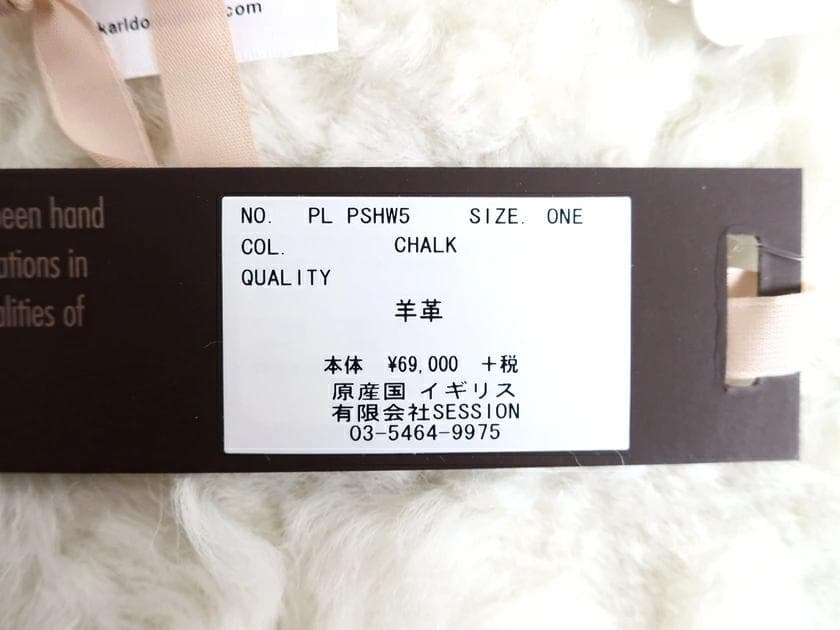 karldo
com
been hand
ations in
alities of
NO. PL PSHW5 SIZE. ONE
COL. CHALK
QUALITY
羊革
本体 ¥69,000 +税
原産国 イギリス
有限会社SESSION
03-5464-9975